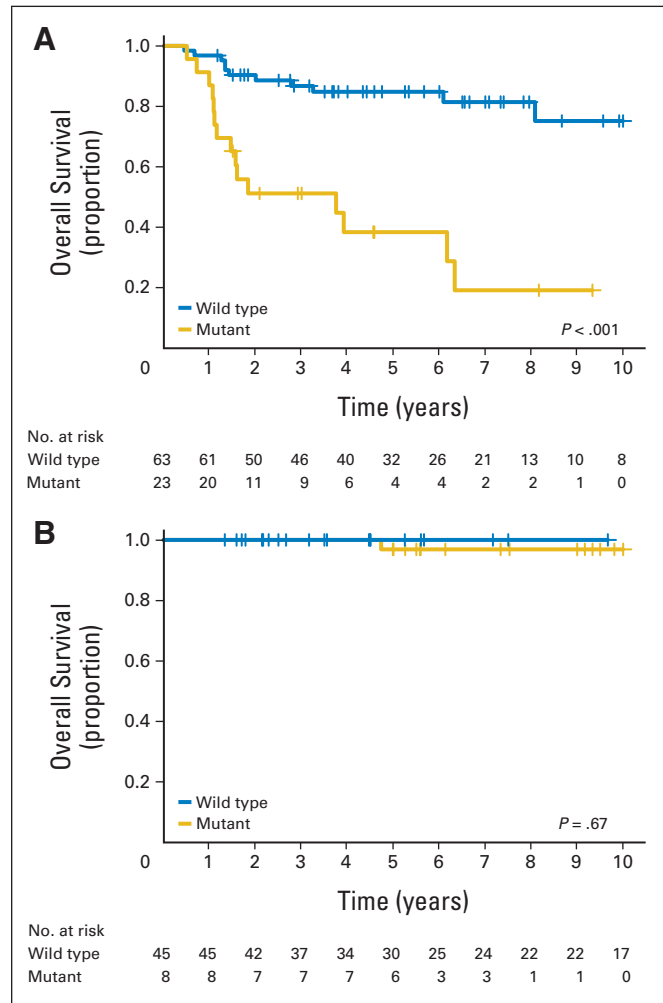 A
Overall Survival
(proportion)
1.0
0.8
0.6
0.4
0.2
Wild type
Mutant
P < .001
0 1 2 3 4 5 6 7 8 9 10
Time (years)
No. at risk
Wild type 63 61 50 46 40 32 26 21 13 10 8
Mutant 23 20 11 9 6 4 4 2 2 1 0
B
Overall Survival
(proportion)
1.0
0.8
0.6
0.4
0.2
Wild type
Mutant
P = .67
0 1 2 3 4 5 6 7 8 9 10
Time (years)
No. at risk
Wild type 45 45 42 37 34 30 25 24 22 22 17
Mutant 8 8 7 7 7 6 3 3 1 1 0